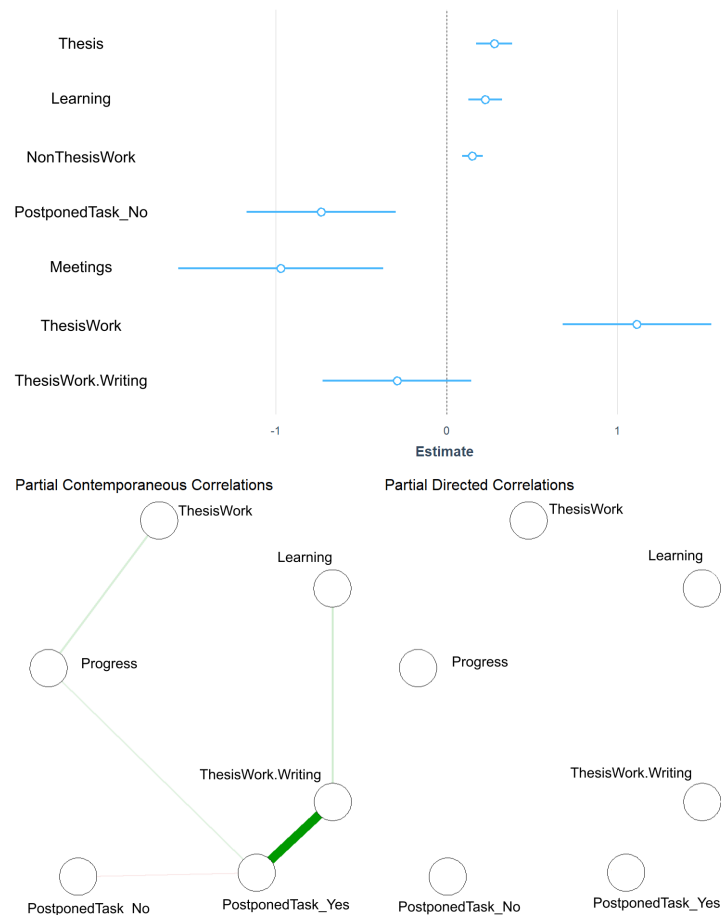 Thesis
Learning
NonThesisWork
PostponedTask_No
Meetings
ThesisWork
ThesisWork.Writing
-1 0 1
Estimate
Partial Contemporaneous Correlations
ThesisWork
Learning
Progress
ThesisWork.Writing
PostponedTask_No
PostponedTask_Yes
Partial Directed Correlations
ThesisWork
Learning
Progress
ThesisWork.Writing
PostponedTask_No
PostponedTask_Yes